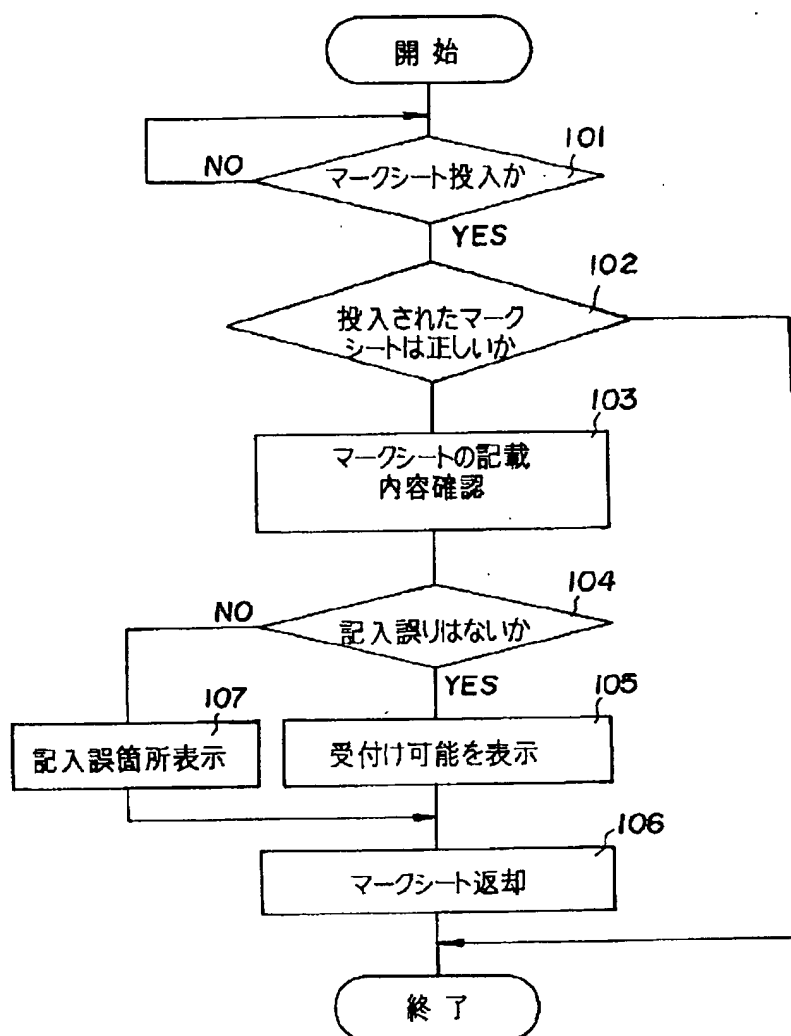 開始
101
NO
マークシート投入か
YES
102
投入されたマーク
シートは正しいか
103
マークシートの記載
内容確認
104
NO
記入誤りはないか
YES
107
105
記入誤箇所表示
受付け可能を表示
106
マークシート返却
終了